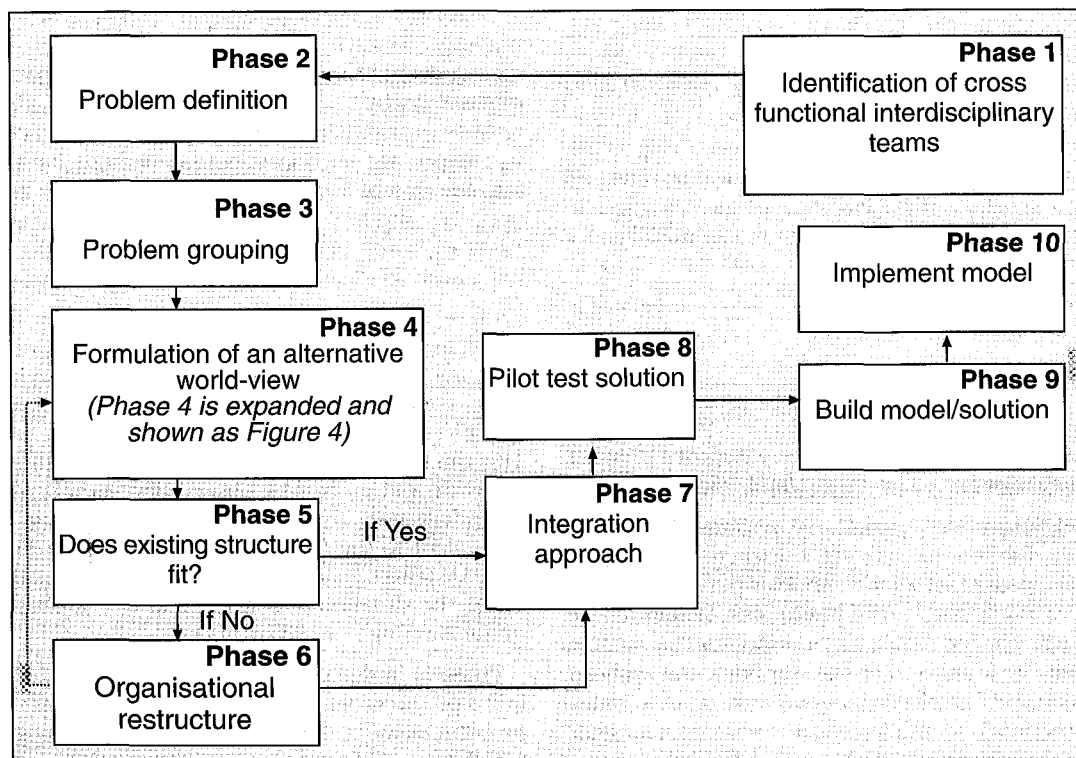 Phase 1
Identification of cross
functional interdisciplinary
teams
Phase 2
Problem definition
Phase 3
Problem grouping
Phase 4
Formulation of an alternative
world-view
(Phase 4 is expanded and
shown as Figure 4)
Phase 5
Does existing structure
fit?
If Yes
If No
Phase 6
Organisational
restructure
Phase 7
Integration
approach
Phase 8
Pilot test solution
Phase 9
Build model/solution
Phase 10
Implement model